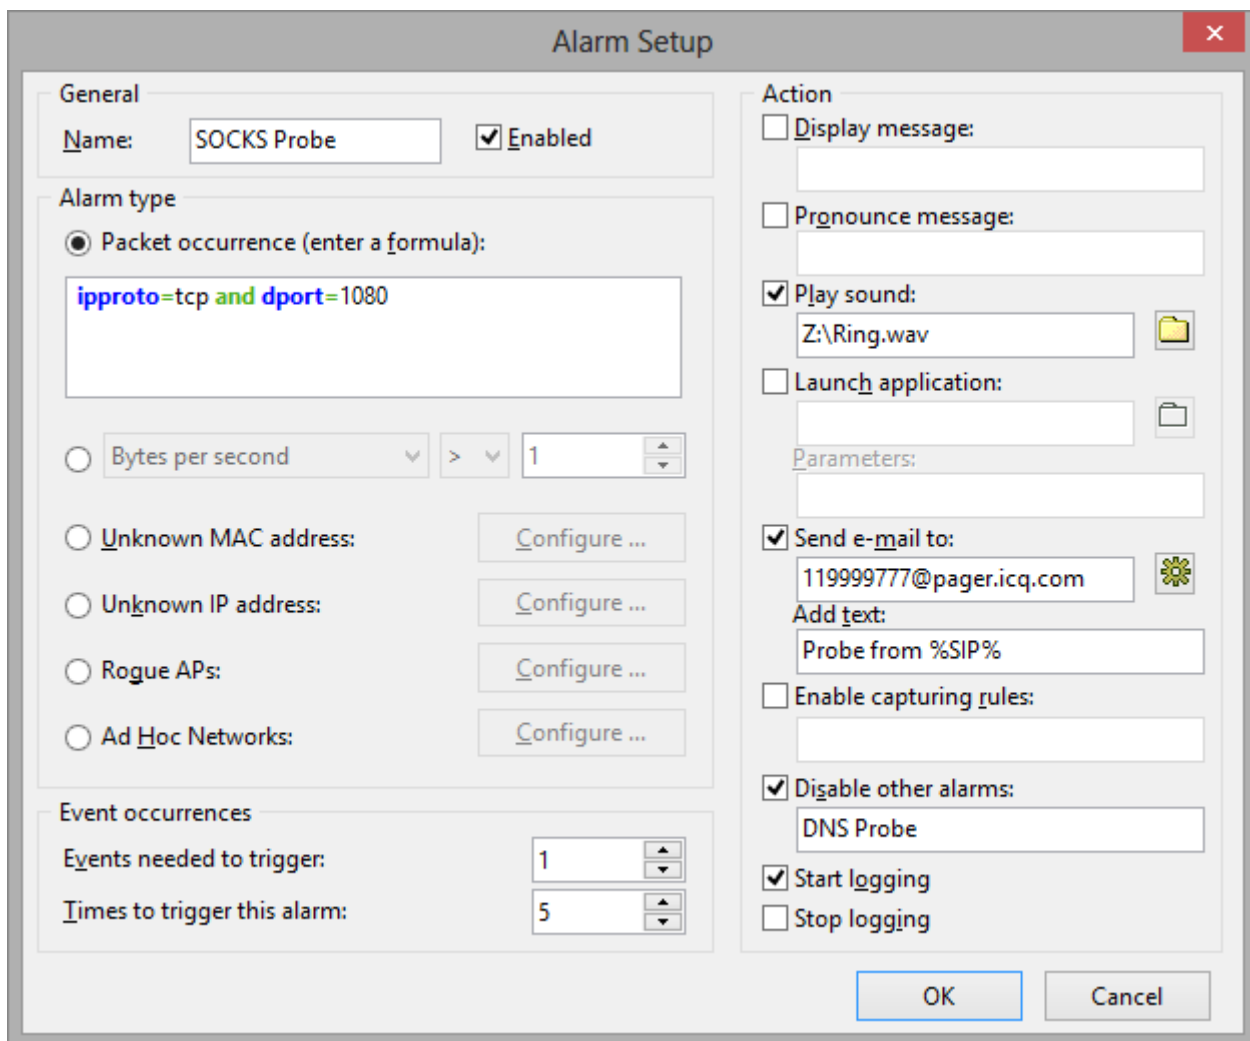 Alarm Setup
General
Name: SOCKS Probe Enabled
Alarm type
Packet occurrence (enter a formula):
ipproto=tcp and dport=1080
Bytes per second > 1
Unknown MAC address: Configure ...
Unknown IP address: Configure ...
Rogue APs: Configure ...
Ad Hoc Networks: Configure ...
Event occurrences
Events needed to trigger: 1
Times to trigger this alarm: 5
Action
Display message:
Pronounce message:
Play sound:
Z:\Ring.wav
Launch application:
Parameters:
Send e-mail to:
119999777@pager.icq.com
Add text:
Probe from %SIP%
Enable capturing rules:
Disable other alarms:
DNS Probe
Start logging
Stop logging
OK Cancel